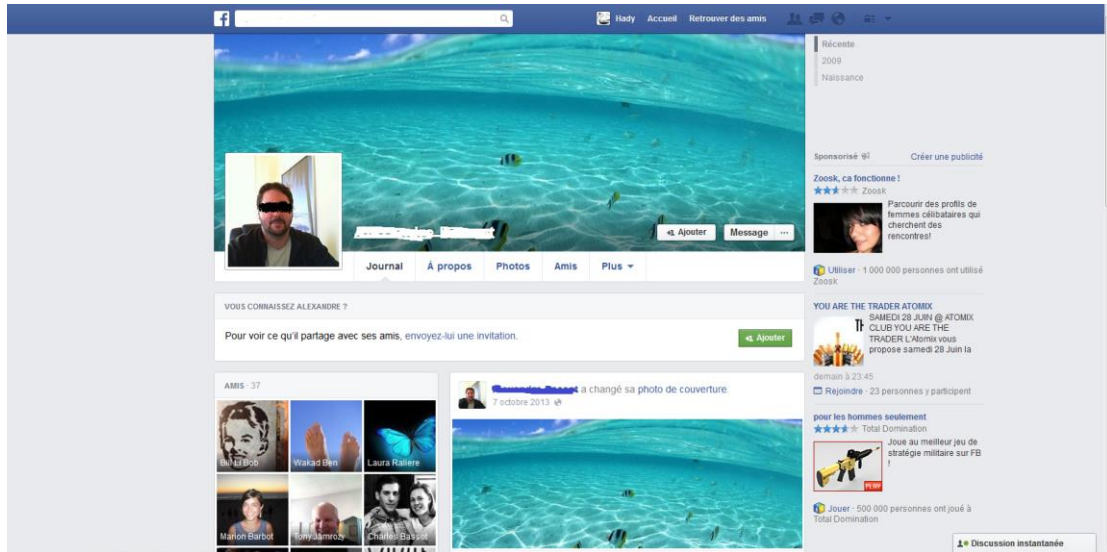 f
Hady Accueil Retrouver des amis
Récente
2009
Naissance
Ajouter Message ...
Journal À propos Photos Amis Plus
VOUS CONNAISSEZ ALEXANDRE ?
Pour voir ce qu'il partage avec ses amis, envoyez-lui une invitation.
Ajouter
AMIS · 37
Bill Li Bob
Wakad Ben
Laura Raliere
Marion Barbot
Tony Jamrozy
Charles Bassot
a changé sa photo de couverture.
7 octobre 2013
Sponsorisé
Créer une publicité
Zoosk, ca fonctionne !
Zoosk
Parcourir des profils de
femmes célibataires qui
cherchent des
rencontres!
Utiliser · 1 000 000 personnes ont utilisé
Zoosk
YOU ARE THE TRADER ATOMIX
SAMEDI 28 JUIN @ ATOMIX
CLUB YOU ARE THE
TRADER L'Atomix vous
propose samedi 28 Juin la
demain à 23:45
Rejoindre · 23 personnes y participent
pour les hommes seulement
Total Domination
Joue au meilleur jeu de
stratégie militaire sur FB
!
PLAY
Jouer · 500 000 personnes ont joué à
Total Domination
Discussion instantanée